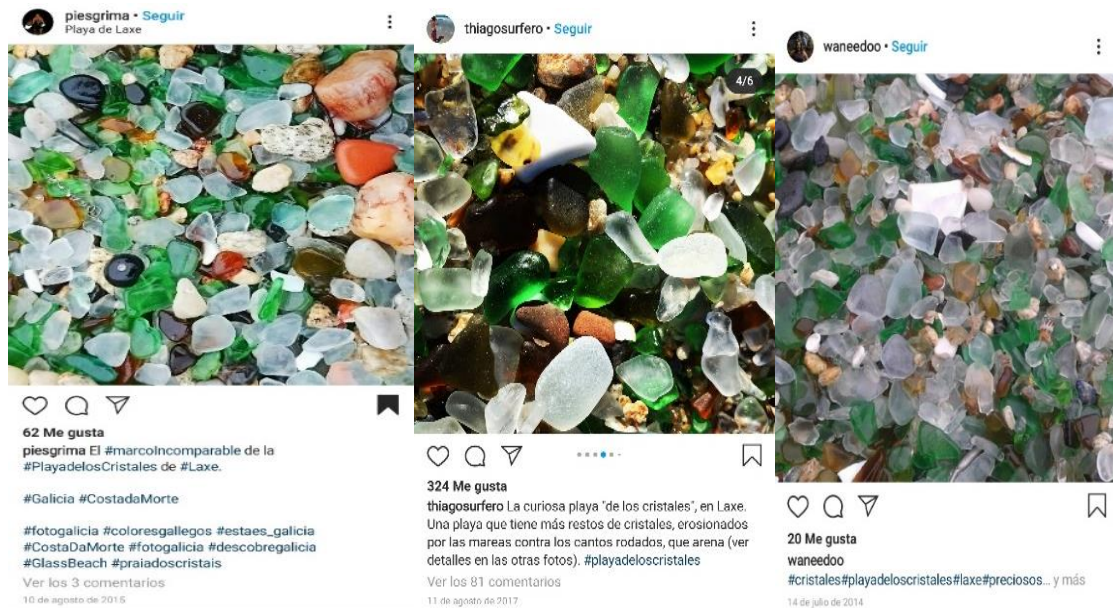 piesgrima • Seguir
Playa de Laxe
62 Me gusta
piesgrima El #marcoIncomparable de la
#PlayadelosCristales de #Laxe.
#Galicia #CostadaMorte
#fotogalicia #coloresgallegos #estaes_galicia
#CostaDaMorte #fotogalicia #descobregalicia
#GlassBeach #praiadoscristais
Ver los 3 comentarios
10 de agosto de 2015
thiagosurfero • Seguir
4/6
324 Me gusta
thiagosurfero La curiosa playa "de los cristales", en Laxe.
Una playa que tiene más restos de cristales, erosionados
por las mareas contra los cantos rodados, que arena (ver
detalles en las otras fotos). #playadeloscristales
Ver los 81 comentarios
11 de agosto de 2017
waneedoo • Seguir
20 Me gusta
waneedoo
#cristales#playadeloscristales#laxe#preciosos... y más
14 de julio de 2014